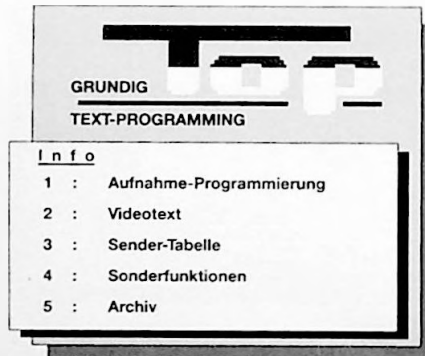 Top
GRUNDIG
TEXT-PROGRAMMING
Info
1 : Aufnahme-Programmierung
2 : Videotext
3 : Sender-Tabelle
4 : Sonderfunktionen
5 : Archiv